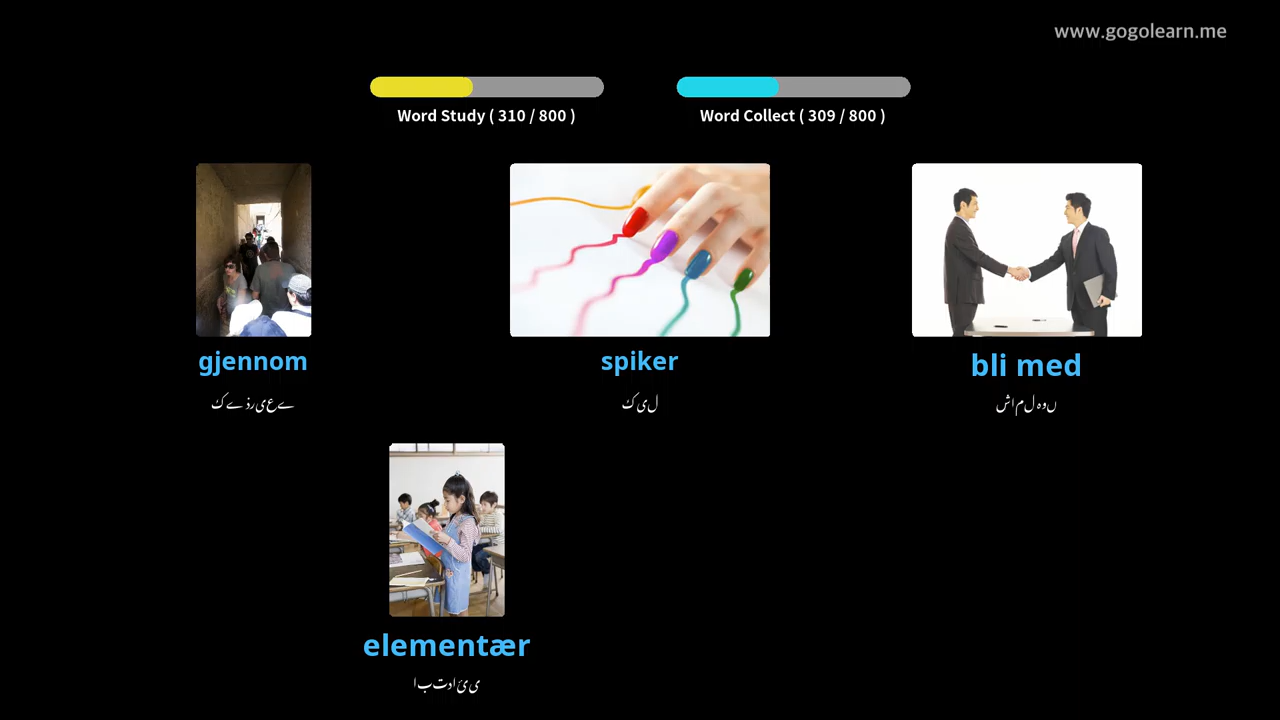 www.gogolearn.me
Word Study ( 310 / 800 )
Word Collect ( 309 / 800 )
gjennom
کے ذریعے
spiker
کیل
bli med
شامل ہوں
elementær
ابتدائی